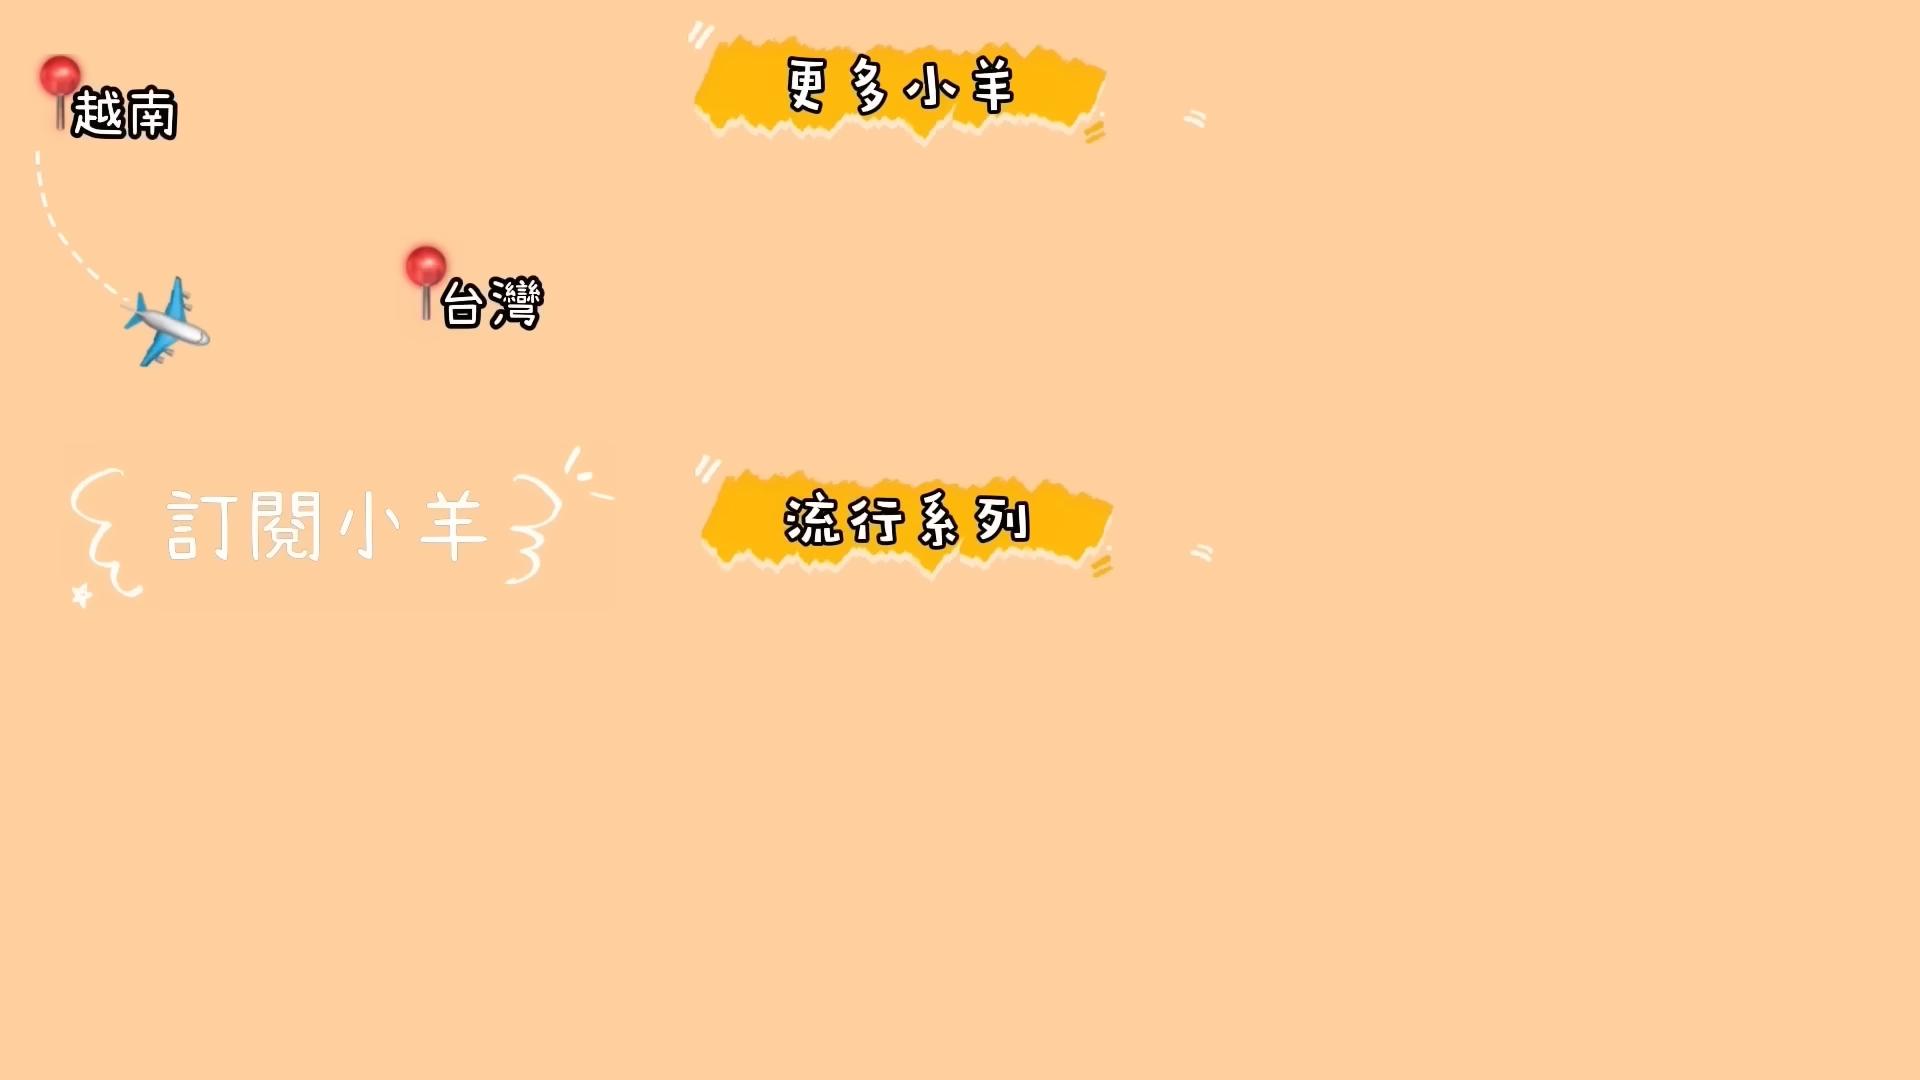 越南
台灣
更多小羊
訂閱小羊
流行系列